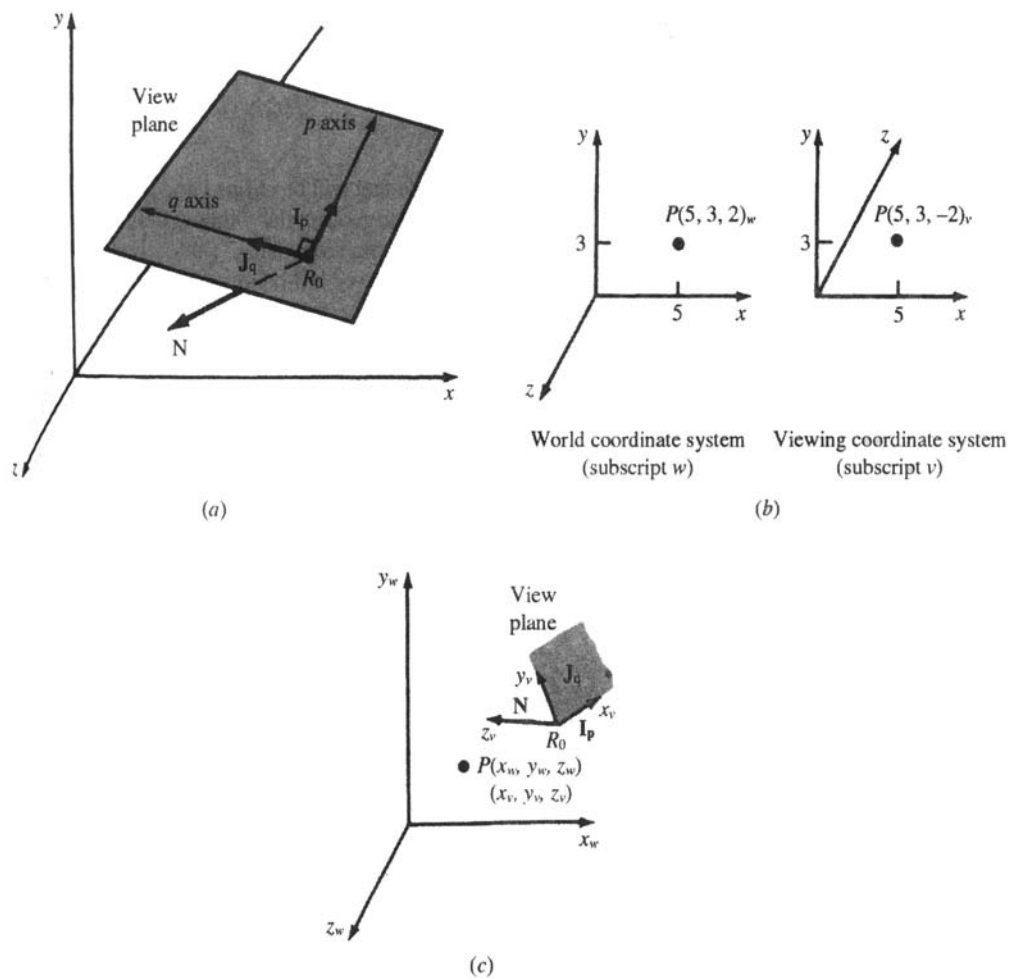 y
View
plane
p axis
q axis
I_p
J_q
R_0
N
x
z
(a)
y
P(5, 3, 2)_w
3
5
x
z
World coordinate system
(subscript w)
y
z
P(5, 3, −2)_v
3
5
x
Viewing coordinate system
(subscript v)
(b)
y_w
View
plane
y_v
J_q
N
x_v
z_v
R_0
I_p
P(x_w, y_w, z_w)
(x_v, y_v, z_v)
x_w
z_w
(c)